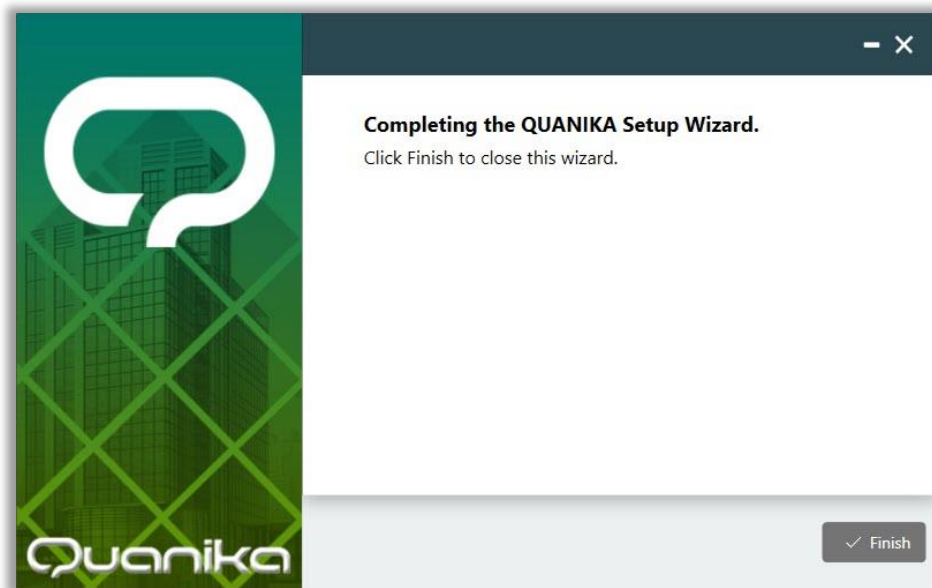 Completing the QUANIKA Setup Wizard.
Click Finish to close this wizard.
Quanika
Finish